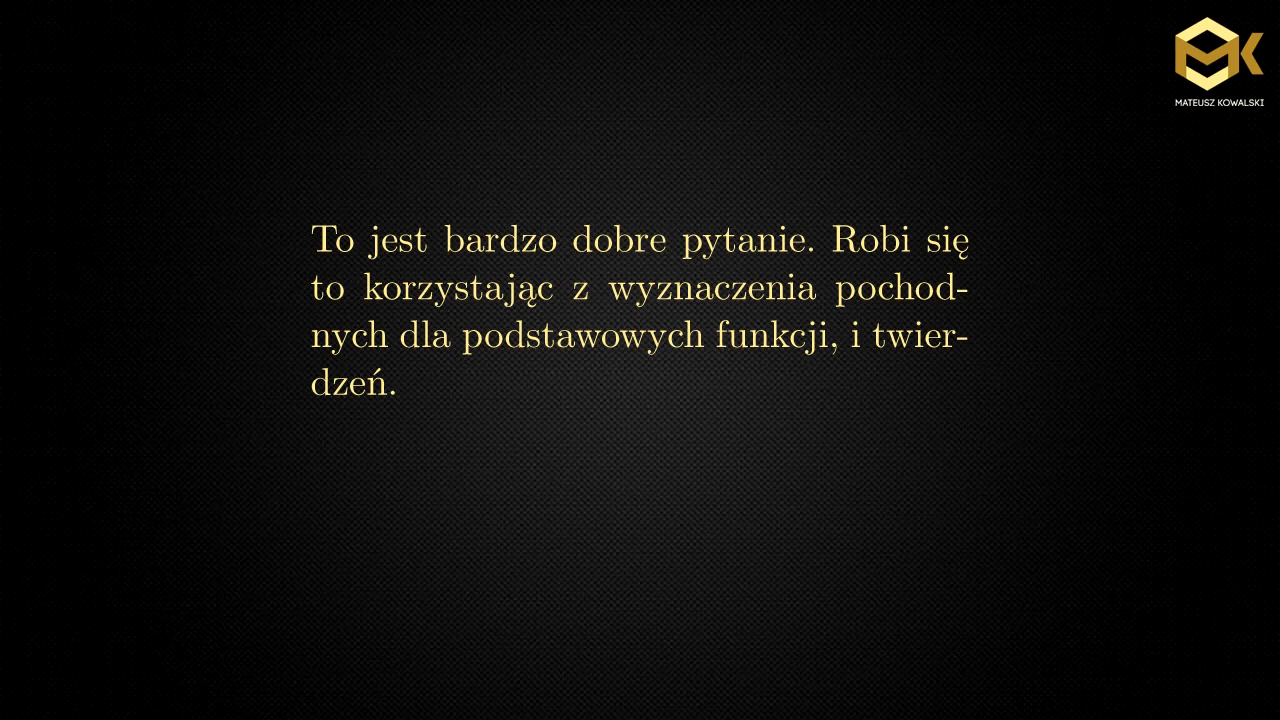 MATEUSZ KOWALSKI
To jest bardzo dobre pytanie. Robi się
to korzystając z wyznaczenia pochod-
nych dla podstawowych funkcji, i twier-
dzeń.